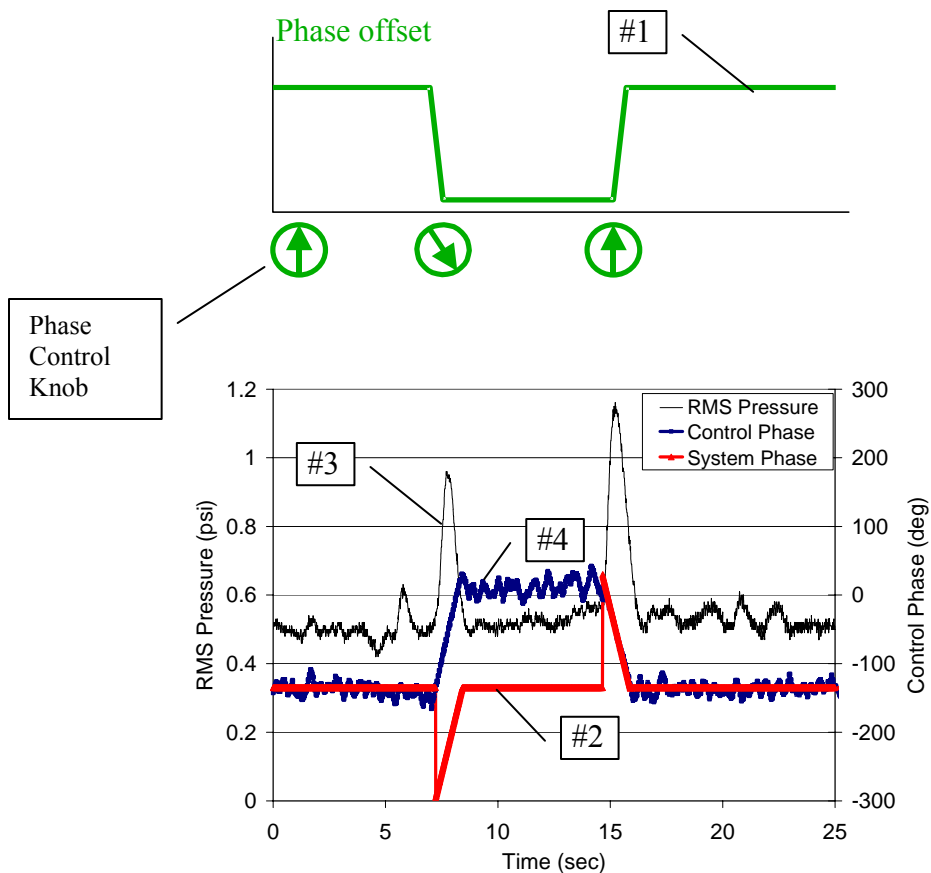 Phase offset
#1
Phase
Control
Knob
1.2
1
0.8
0.6
0.4
0.2
0
RMS Pressure (psi)
300
200
100
0
-100
-200
-300
Control Phase (deg)
RMS Pressure
Control Phase
System Phase
#3
#4
#2
0
5
10
15
20
25
Time (sec)